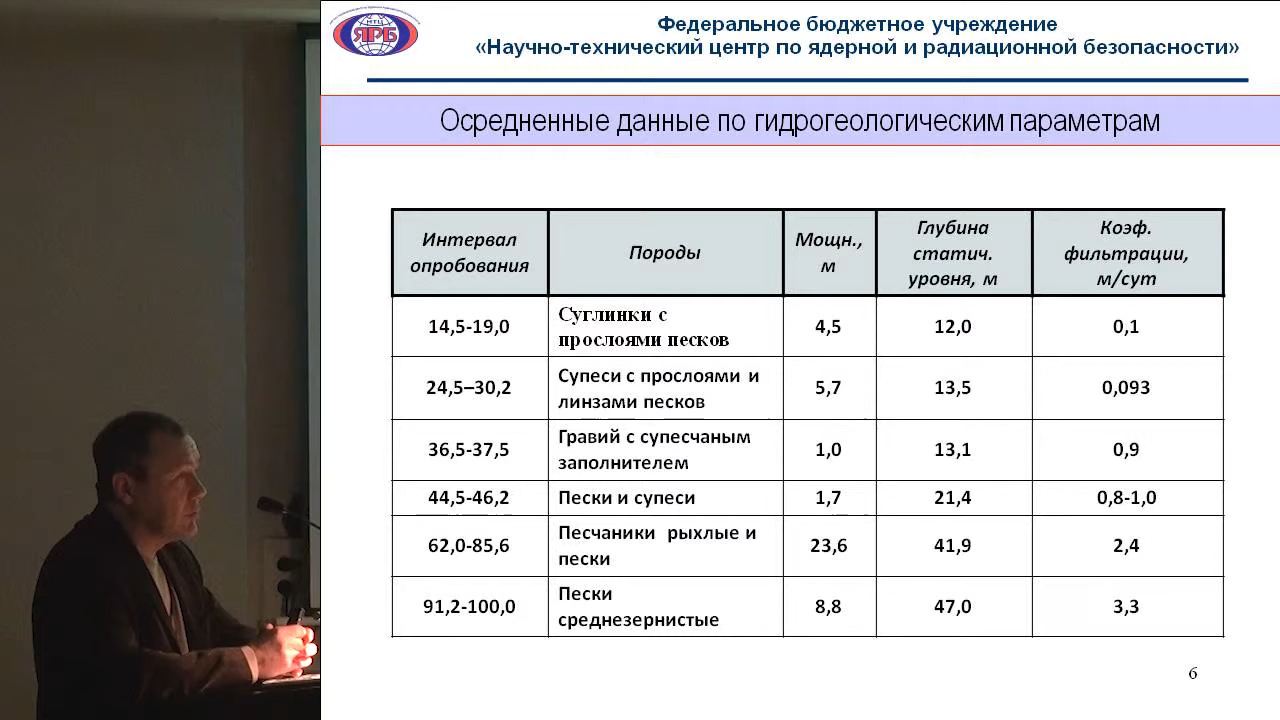 НТЦ
ЯРБ
Федеральное бюджетное учреждение
«Научно-технический центр по ядерной и радиационной безопасности»
Осредненные данные по гидрогеологическим параметрам
Интервал
опробования
Породы
Мощн.,
м
Глубина
статич.
уровня, м
Коэф.
фильтрации,
м/сут
14,5-19,0
Суглинки с
прослоями песков
4,5
12,0
0,1
24,5–30,2
Супеси с прослоями и
линзами песков
5,7
13,5
0,093
36,5-37,5
Гравий с супесчаным
заполнителем
1,0
13,1
0,9
44,5-46,2
Пески и супеси
1,7
21,4
0,8-1,0
62,0-85,6
Песчаники рыхлые и
пески
23,6
41,9
2,4
91,2-100,0
Пески
среднезернистые
8,8
47,0
3,3
6